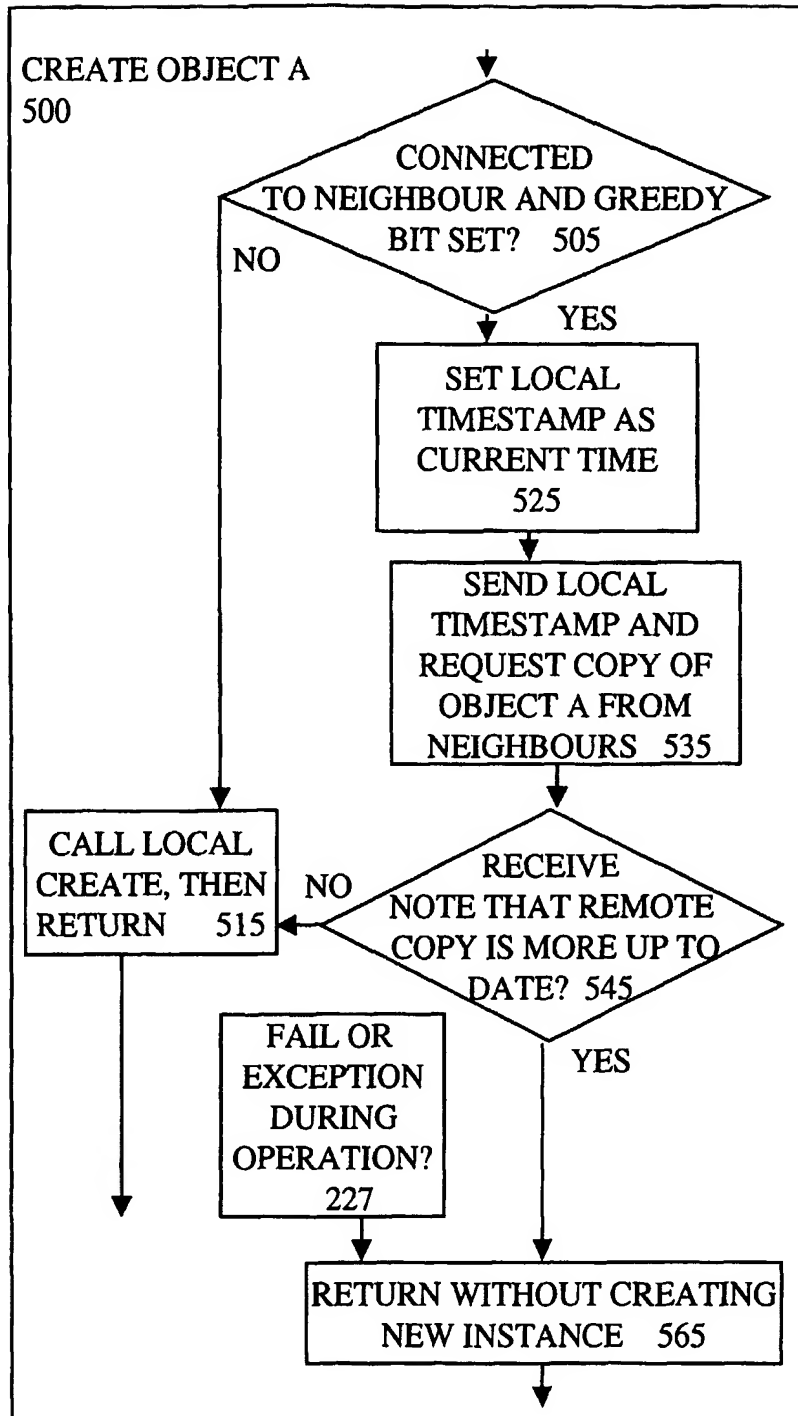 CREATE OBJECT A
500
CONNECTED
TO NEIGHBOUR AND GREEDY
BIT SET? 505
NO
YES
SET LOCAL
TIMESTAMP AS
CURRENT TIME
525
SEND LOCAL
TIMESTAMP AND
REQUEST COPY OF
OBJECT A FROM
NEIGHBOURS 535
CALL LOCAL
CREATE, THEN
RETURN 515
NO
RECEIVE
NOTE THAT REMOTE
COPY IS MORE UP TO
DATE? 545
YES
FAIL OR
EXCEPTION
DURING
OPERATION?
227
RETURN WITHOUT CREATING
NEW INSTANCE 565